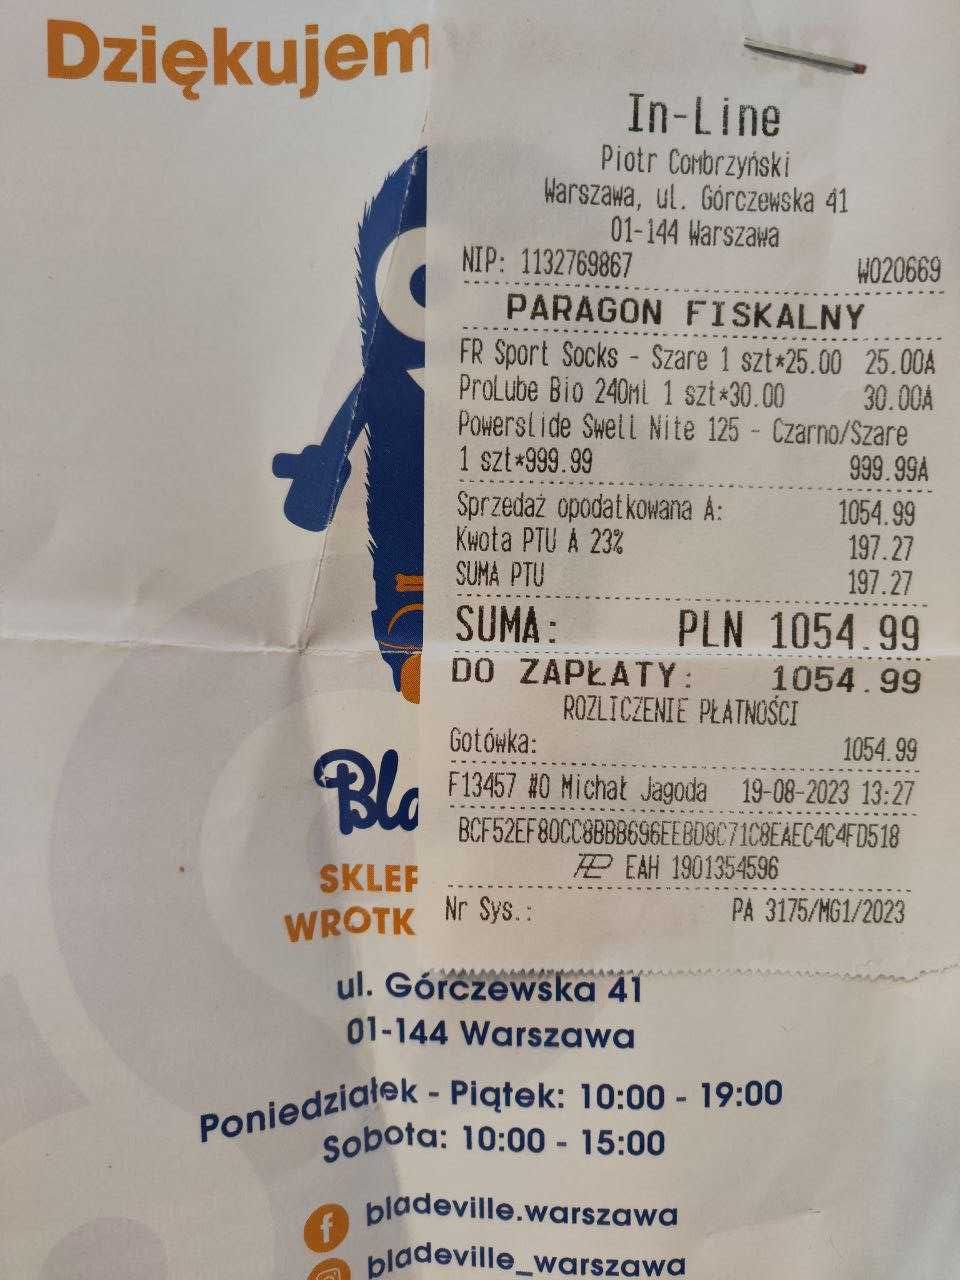 Dziękujem
In-Line
Piotr Combrzyński
Warszawa, ul. Górczewska 41
01-144 Warszawa
NIP: 1132769867 W020669
PARAGON FISKALNY
FR Sport Socks - Szare 1 szt*25.00 25.00A
ProLube Bio 240ml 1 szt*30.00 30.00A
Powerslide Swell Nite 125 - Czarno/Szare
1 szt*999.99 999.99A
Sprzedaż opodatkowana A: 1054.99
Kwota PTU A 23% 197.27
SUMA PTU 197.27
SUMA: PLN 1054.99
DO ZAPŁATY: 1054.99
ROZLICZENIE PŁATNOŚCI
Gotówka: 1054.99
F13457 #0 Michał Jagoda 19-08-2023 13:27
BCF52EF80CC8BBB696EEBD8C71C8EAEC4C4FD518
EAH 1901354596
Nr Sys.: PA 3175/MG1/2023
Bla
SKLEP
WROTK
ul. Górczewska 41
01-144 Warszawa
Poniedziałek - Piątek: 10:00 - 19:00
Sobota: 10:00 - 15:00
bladeville.warszawa
bladeville_warszawa